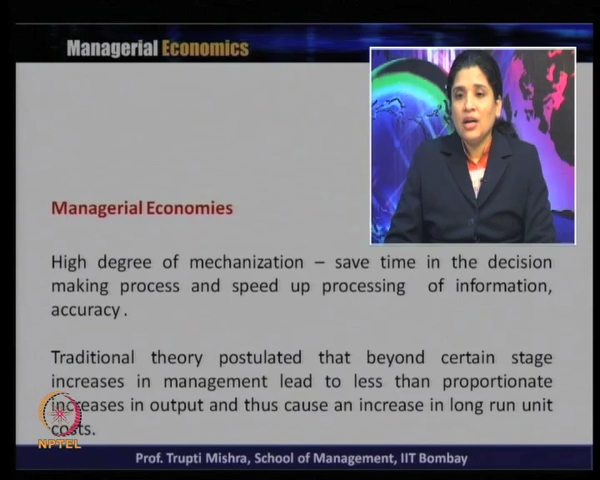 Managerial Economics
Managerial Economies
High degree of mechanization – save time in the decision
making process and speed up processing of information,
accuracy .
Traditional theory postulated that beyond certain stage
increases in management lead to less than proportionate
increases in output and thus cause an increase in long run unit
costs.
NPTEL
Prof. Trupti Mishra, School of Management, IIT Bombay